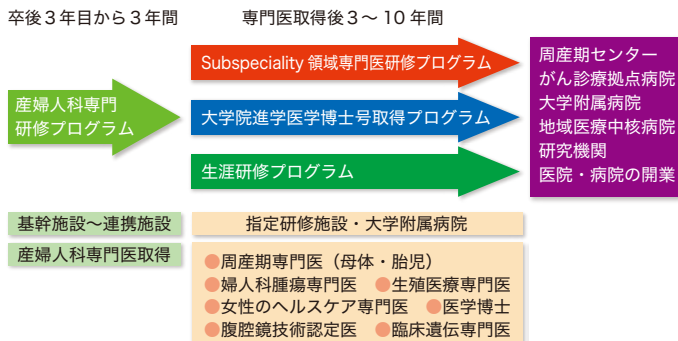 卒後３年目から３年間
専門医取得後３～10年間
産婦人科専門
研修プログラム
Subspeciality 領域専門医研修プログラム
大学院進学医学博士号取得プログラム
生涯研修プログラム
周産期センター
がん診療拠点病院
大学附属病院
地域医療中核病院
研究機関
医院・病院の開業
基幹施設～連携施設
指定研修施設・大学附属病院
産婦人科専門医取得
●周産期専門医（母体・胎児）
●婦人科腫瘍専門医　●生殖医療専門医
●女性のヘルスケア専門医　●医学博士
●腹腔鏡技術認定医　●臨床遺伝専門医